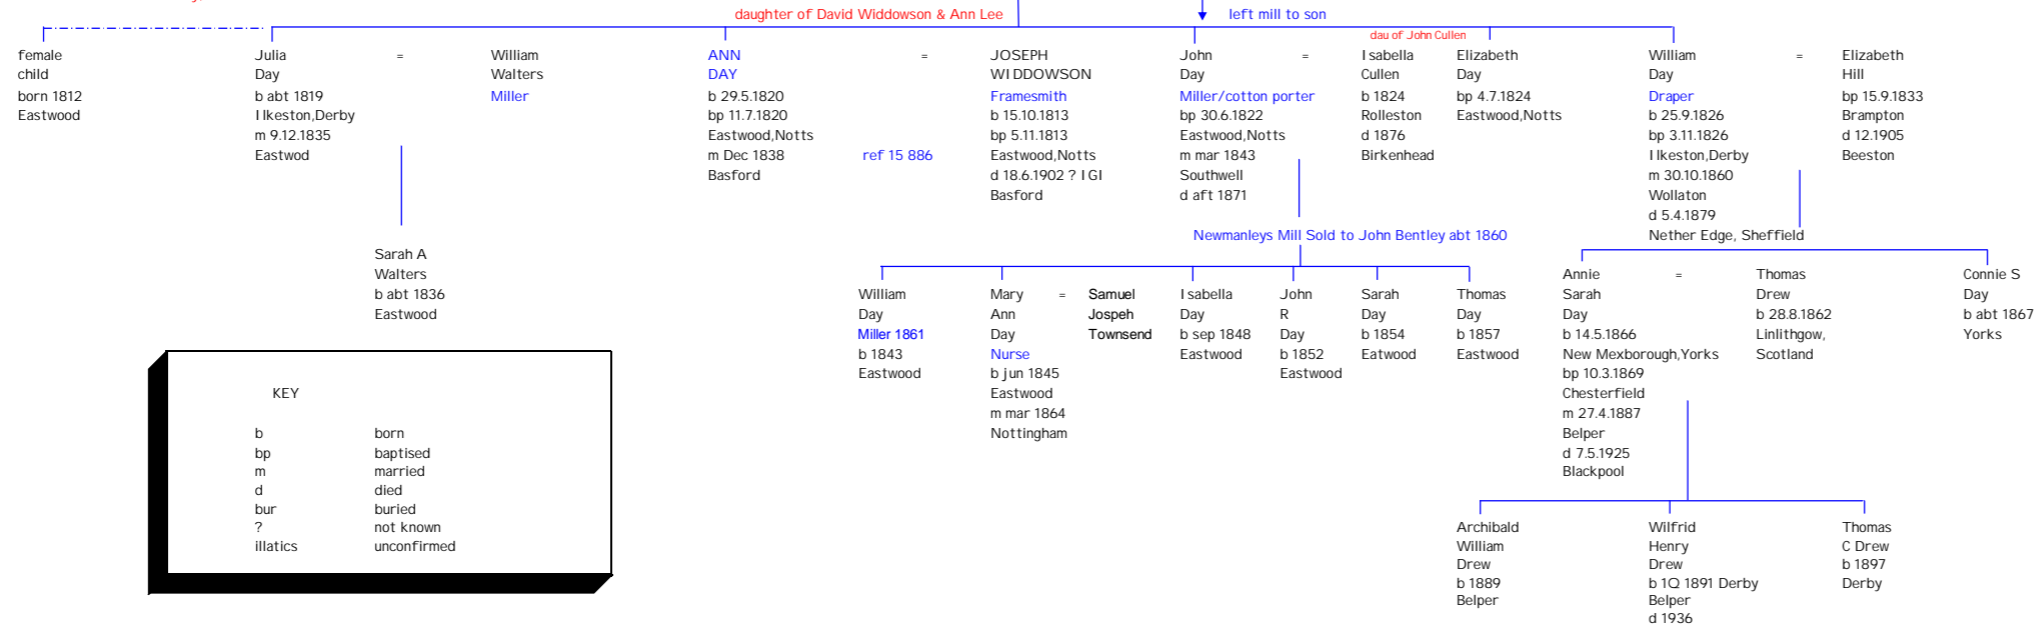 daughter of David Widdowson & Ann Lee
left mill to son
dau of John Cullen
female
child
born 1812
Eastwood
Julia
Day
b abt 1819
Ilkeston,Derby
m 9.12.1835
Eastwod
=
William
Walters
Miller
ANN
DAY
b 29.5.1820
bp 11.7.1820
Eastwood,Notts
m Dec 1838
Basford
=
ref 15 886
JOSEPH
WIDDOWSON
Framesmith
b 15.10.1813
bp 5.11.1813
Eastwood,Notts
d 18.6.1902 ? IGI
Basford
John
Day
Miller/cotton porter
bp 30.6.1822
Eastwood,Notts
m mar 1843
Southwell
d aft 1871
=
Isabella
Cullen
b 1824
Rolleston
d 1876
Birkenhead
Elizabeth
Day
bp 4.7.1824
Eastwood,Notts
William
Day
Draper
b 25.9.1826
bp 3.11.1826
Ilkeston,Derby
m 30.10.1860
Wollaton
d 5.4.1879
Nether Edge, Sheffield
=
Elizabeth
Hill
bp 15.9.1833
Brampton
d 12.1905
Beeston
Sarah A
Walters
b abt 1836
Eastwood
Newmanleys Mill Sold to John Bentley abt 1860
William
Day
Miller 1861
b 1843
Eastwood
Mary
Ann
Day
Nurse
b jun 1845
Eastwood
m mar 1864
Nottingham
=
Samuel
Jospeh
Townsend
Isabella
Day
b sep 1848
Eastwood
John
R
Day
b 1852
Eastwood
Sarah
Day
b 1854
Eatwood
Thomas
Day
b 1857
Eastwood
Annie
Sarah
Day
b 14.5.1866
New Mexborough,Yorks
bp 10.3.1869
Chesterfield
m 27.4.1887
Belper
d 7.5.1925
Blackpool
=
Thomas
Drew
b 28.8.1862
Linlithgow,
Scotland
Connie S
Day
b abt 1867
Yorks
KEY
b born
bp baptised
m married
d died
bur buried
? not known
illatics unconfirmed
Archibald
William
Drew
b 1889
Belper
Wilfrid
Henry
Drew
b 1Q 1891 Derby
Belper
d 1936
Thomas
C Drew
b 1897
Derby